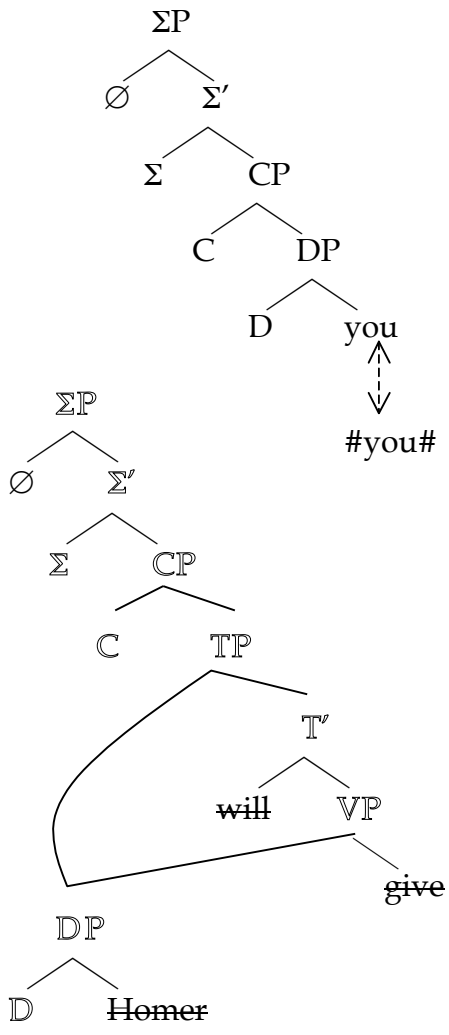 ΣP
∅ Σ′
Σ CP
C DP
D you
#you#
ΣP
∅ Σ′
Σ CP
C TP
T′
will VP
give
DP
D Homer